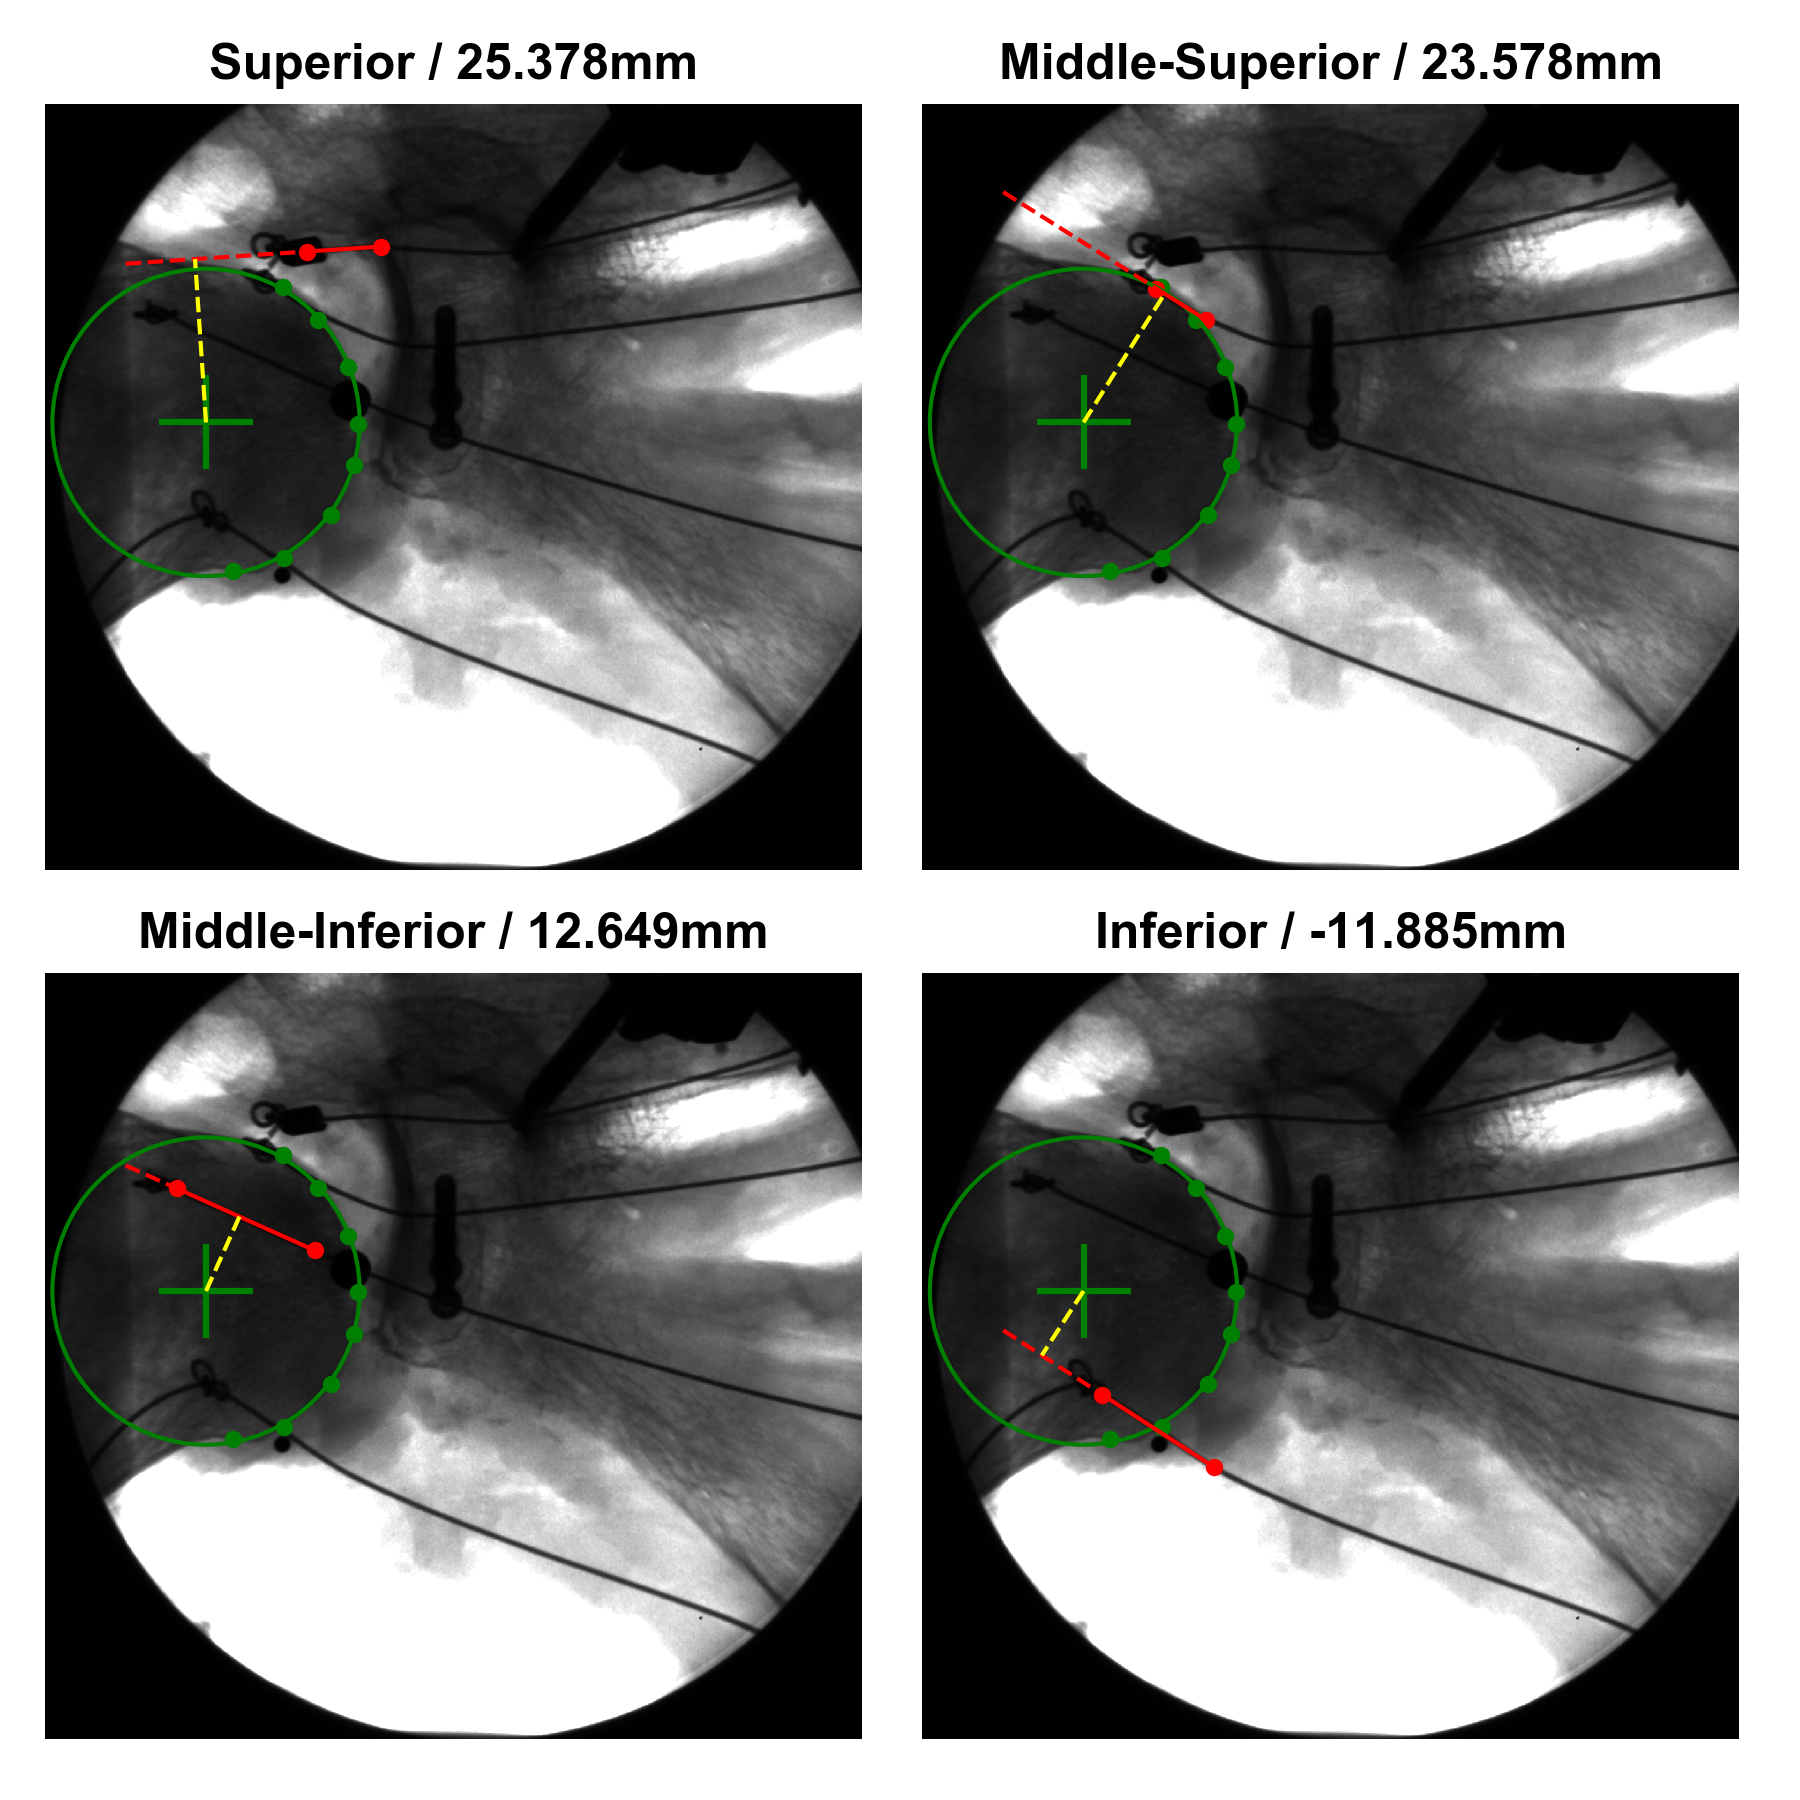 Superior / 25.378mm
Middle-Superior / 23.578mm
Middle-Inferior / 12.649mm
Inferior / -11.885mm